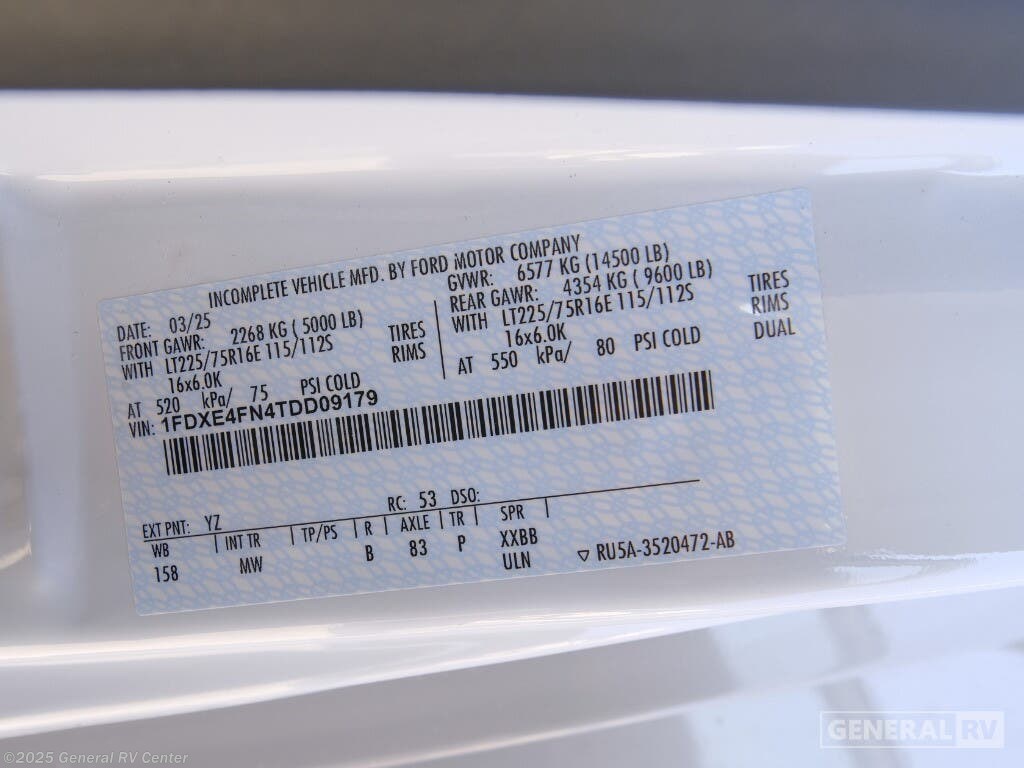 INCOMPLETE VEHICLE MFD. BY FORD MOTOR COMPANY
DATE: 03/25
GVWR: 6577 KG (14500 LB)
FRONT GAWR: 2268 KG ( 5000 LB)
REAR GAWR: 4354 KG ( 9600 LB)
WITH LT225/75R16E 115/112S TIRES
WITH LT225/75R16E 115/112S TIRES
16x6.0K RIMS
16x6.0K RIMS
AT 520 kPa/ 75 PSI COLD
AT 550 kPa/ 80 PSI COLD DUAL
VIN: 1FDXE4FN4TDD09179
EXT PNT: YZ RC: 53 DSO:
WB INT TR TP/PS R AXLE TR SPR
158 MW B 83 P XXBB
ULN ▽ RU5A-3520472-AB
GENERAL RV
©2025 General RV Center